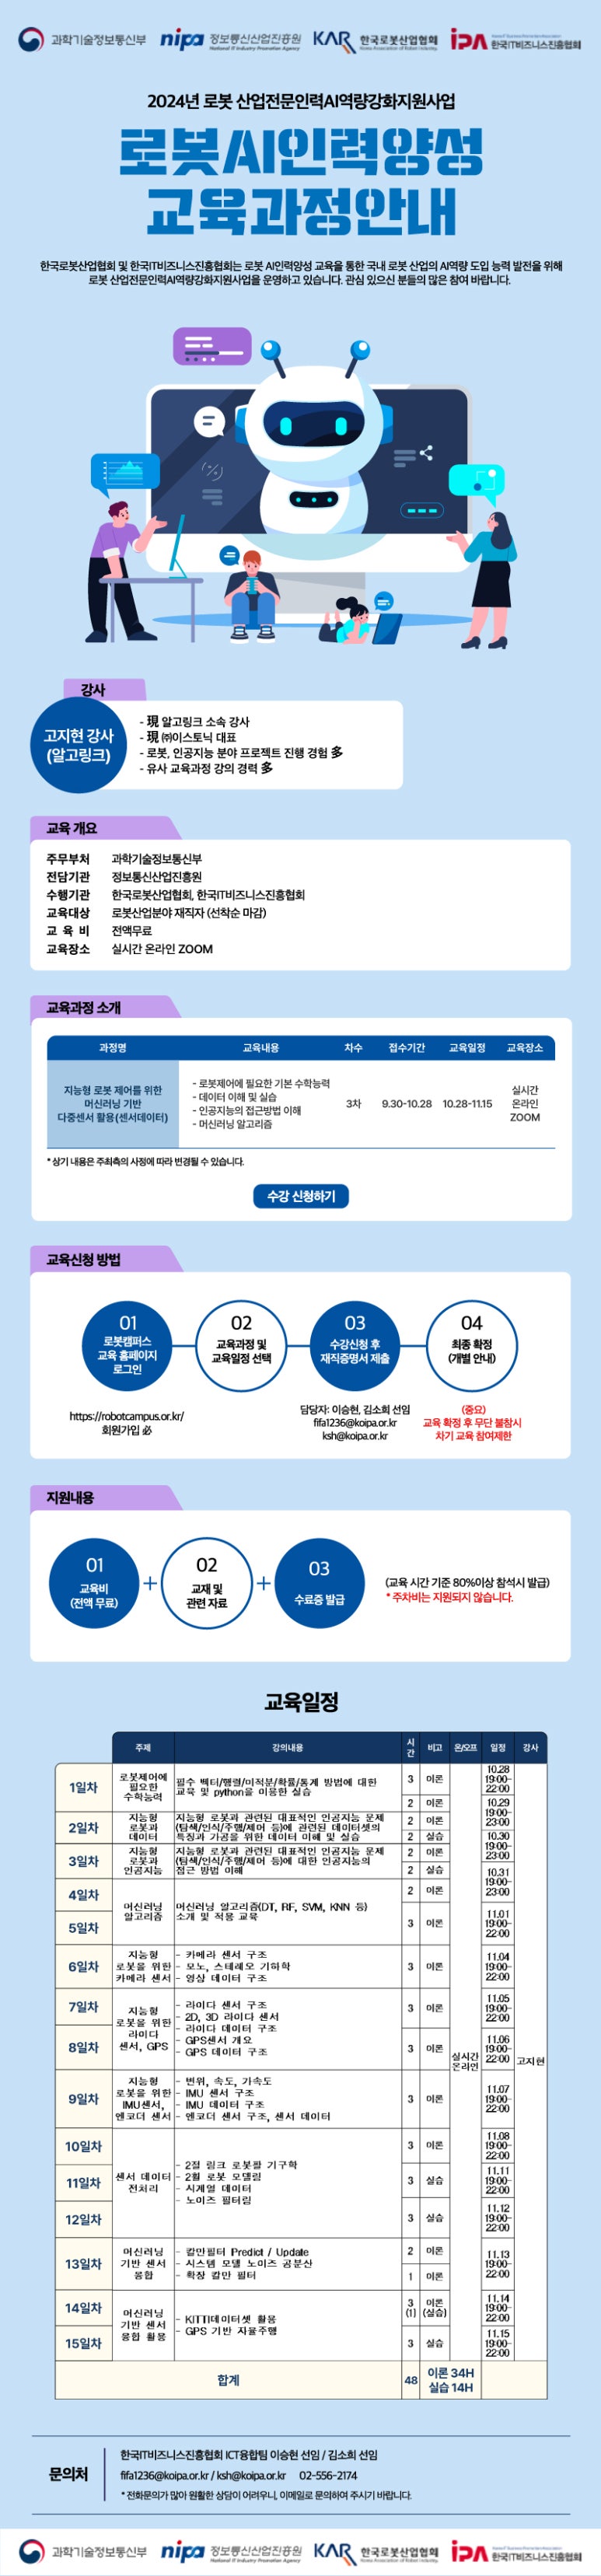 과학기술정보통신부 nipa 정보통신산업진흥원 KAR 한국로봇산업협회 iPA 한국IT비즈니스진흥협회
2024년 로봇 산업전문인력AI역량강화지원사업
로봇AI인력양성
교육과정안내
한국로봇산업협회 및 한국IT비즈니스진흥협회는 로봇 AI인력양성 교육을 통한 국내 로봇 산업의 AI역량 도입 능력 발전을 위해
로봇 산업전문인력AI역량강화지원사업을 운영하고 있습니다. 관심 있으신 분들의 많은 참여 바랍니다.
강사
고지현 강사
(알고링크)
- 現 알고링크 소속 강사
- 現 ㈜이스토닉 대표
- 로봇, 인공지능 분야 프로젝트 진행 경험 多
- 유사 교육과정 강의 경력 多
교육 개요
주무부처 과학기술정보통신부
전담기관 정보통신산업진흥원
수행기관 한국로봇산업협회, 한국IT비즈니스진흥협회
교육대상 로봇산업분야 재직자 (선착순 마감)
교 육 비 전액무료
교육장소 실시간 온라인 ZOOM
교육과정 소개
과정명 교육내용 차수 접수기간 교육일정 교육장소
지능형 로봇 제어를 위한
머신러닝 기반
다중센서 활용(센서데이터)
- 로봇제어에 필요한 기본 수학능력
- 데이터 이해 및 실습
- 인공지능의 접근방법 이해
- 머신러닝 알고리즘
3차 9.30-10.28 10.28-11.15
실시간
온라인
ZOOM
* 상기 내용은 주최측의 사정에 따라 변경될 수 있습니다.
수강 신청하기
교육신청 방법
01
로봇캠퍼스
교육 홈페이지
로그인
02
교육과정 및
교육일정 선택
03
수강신청 후
재직증명서 제출
04
최종 확정
(개별 안내)
https://robotcampus.or.kr/
회원가입 必
담당자: 이승현, 김소희 선임
fifa1236@koipa.or.kr
ksh@koipa.or.kr
(중요)
교육 확정 후 무단 불참시
차기 교육 참여제한
지원내용
01
교육비
(전액 무료)
+
02
교재 및
관련 자료
+
03
수료증 발급
(교육 시간 기준 80%이상 참석시 발급)
* 주차비는 지원되지 않습니다.
교육일정
주제 강의내용 시간 비고 온/오프 일정 강사
1일차
로봇제어에
필요한
수학능력
필수 벡터/행렬/미적분/확률/통계 방법에 대한
교육 및 python을 이용한 실습
3 이론
10.28
19:00-
22:00
2 이론
10.29
19:00-
23:00
2일차
지능형
로봇과
데이터
지능형 로봇과 관련된 대표적인 인공지능 문제
(탐색/인식/주행/제어 등)에 관련된 데이터셋의
특징과 가공을 위한 데이터 이해 및 실습
2 이론
2 실습
10.30
19:00-
23:00
3일차
지능형
로봇과
인공지능
지능형 로봇과 관련된 대표적인 인공지능 문제
(탐색/인식/주행/제어 등)에 대한 인공지능의
접근 방법 이해
2 이론
2 실습
10.31
19:00-
23:00
4일차
2 이론
머신러닝
알고리즘
머신러닝 알고리즘(DT, RF, SVM, KNN 등)
소개 및 적용 교육
5일차
3 이론
11.01
19:00-
22:00
6일차
지능형
로봇을 위한
카메라 센서
- 카메라 센서 구조
- 모노, 스테레오 기하학
- 영상 데이터 구조
3 이론
11.04
19:00-
22:00
7일차
3 이론
11.05
19:00-
22:00
지능형
로봇을 위한
라이다
센서, GPS
- 라이다 센서 구조
- 2D, 3D 라이다 센서
- 라이다 데이터 구조
- GPS센서 개요
- GPS 데이터 구조
8일차
3 이론
11.06
19:00-
22:00
실시간
온라인
고지현
9일차
지능형
로봇을 위한
IMU센서,
엔코더 센서
- 변위, 속도, 가속도
- IMU 센서 구조
- IMU 데이터 구조
- 엔코더 센서 구조, 센서 데이터
3 이론
11.07
19:00-
22:00
10일차
3 이론
11.08
19:00-
22:00
11일차
센서 데이터
전처리
- 2절 링크 로봇팔 기구학
- 2휠 로봇 모델링
- 시계열 데이터
- 노이즈 필터링
3 실습
11.11
19:00-
22:00
12일차
3 실습
11.12
19:00-
22:00
13일차
머신러닝
기반 센서
융합
- 칼만필터 Predict / Update
- 시스템 모델 노이즈 공분산
- 확장 칼만 필터
2 이론
1 이론
11.13
19:00-
22:00
14일차
3 이론
(1) (실습)
11.14
19:00-
22:00
머신러닝
기반 센서
융합 활용
- KITTI데이터셋 활용
- GPS 기반 자율주행
15일차
3 실습
11.15
19:00-
22:00
합계 48
이론 34H
실습 14H
문의처
한국IT비즈니스진흥협회 ICT융합팀 이승현 선임 / 김소희 선임
fifa1236@koipa.or.kr / ksh@koipa.or.kr 02-556-2174
* 전화문의가 많아 원활한 상담이 어려우니, 이메일로 문의하여 주시기 바랍니다.
과학기술정보통신부 nipa 정보통신산업진흥원 KAR 한국로봇산업협회 iPA 한국IT비즈니스진흥협회